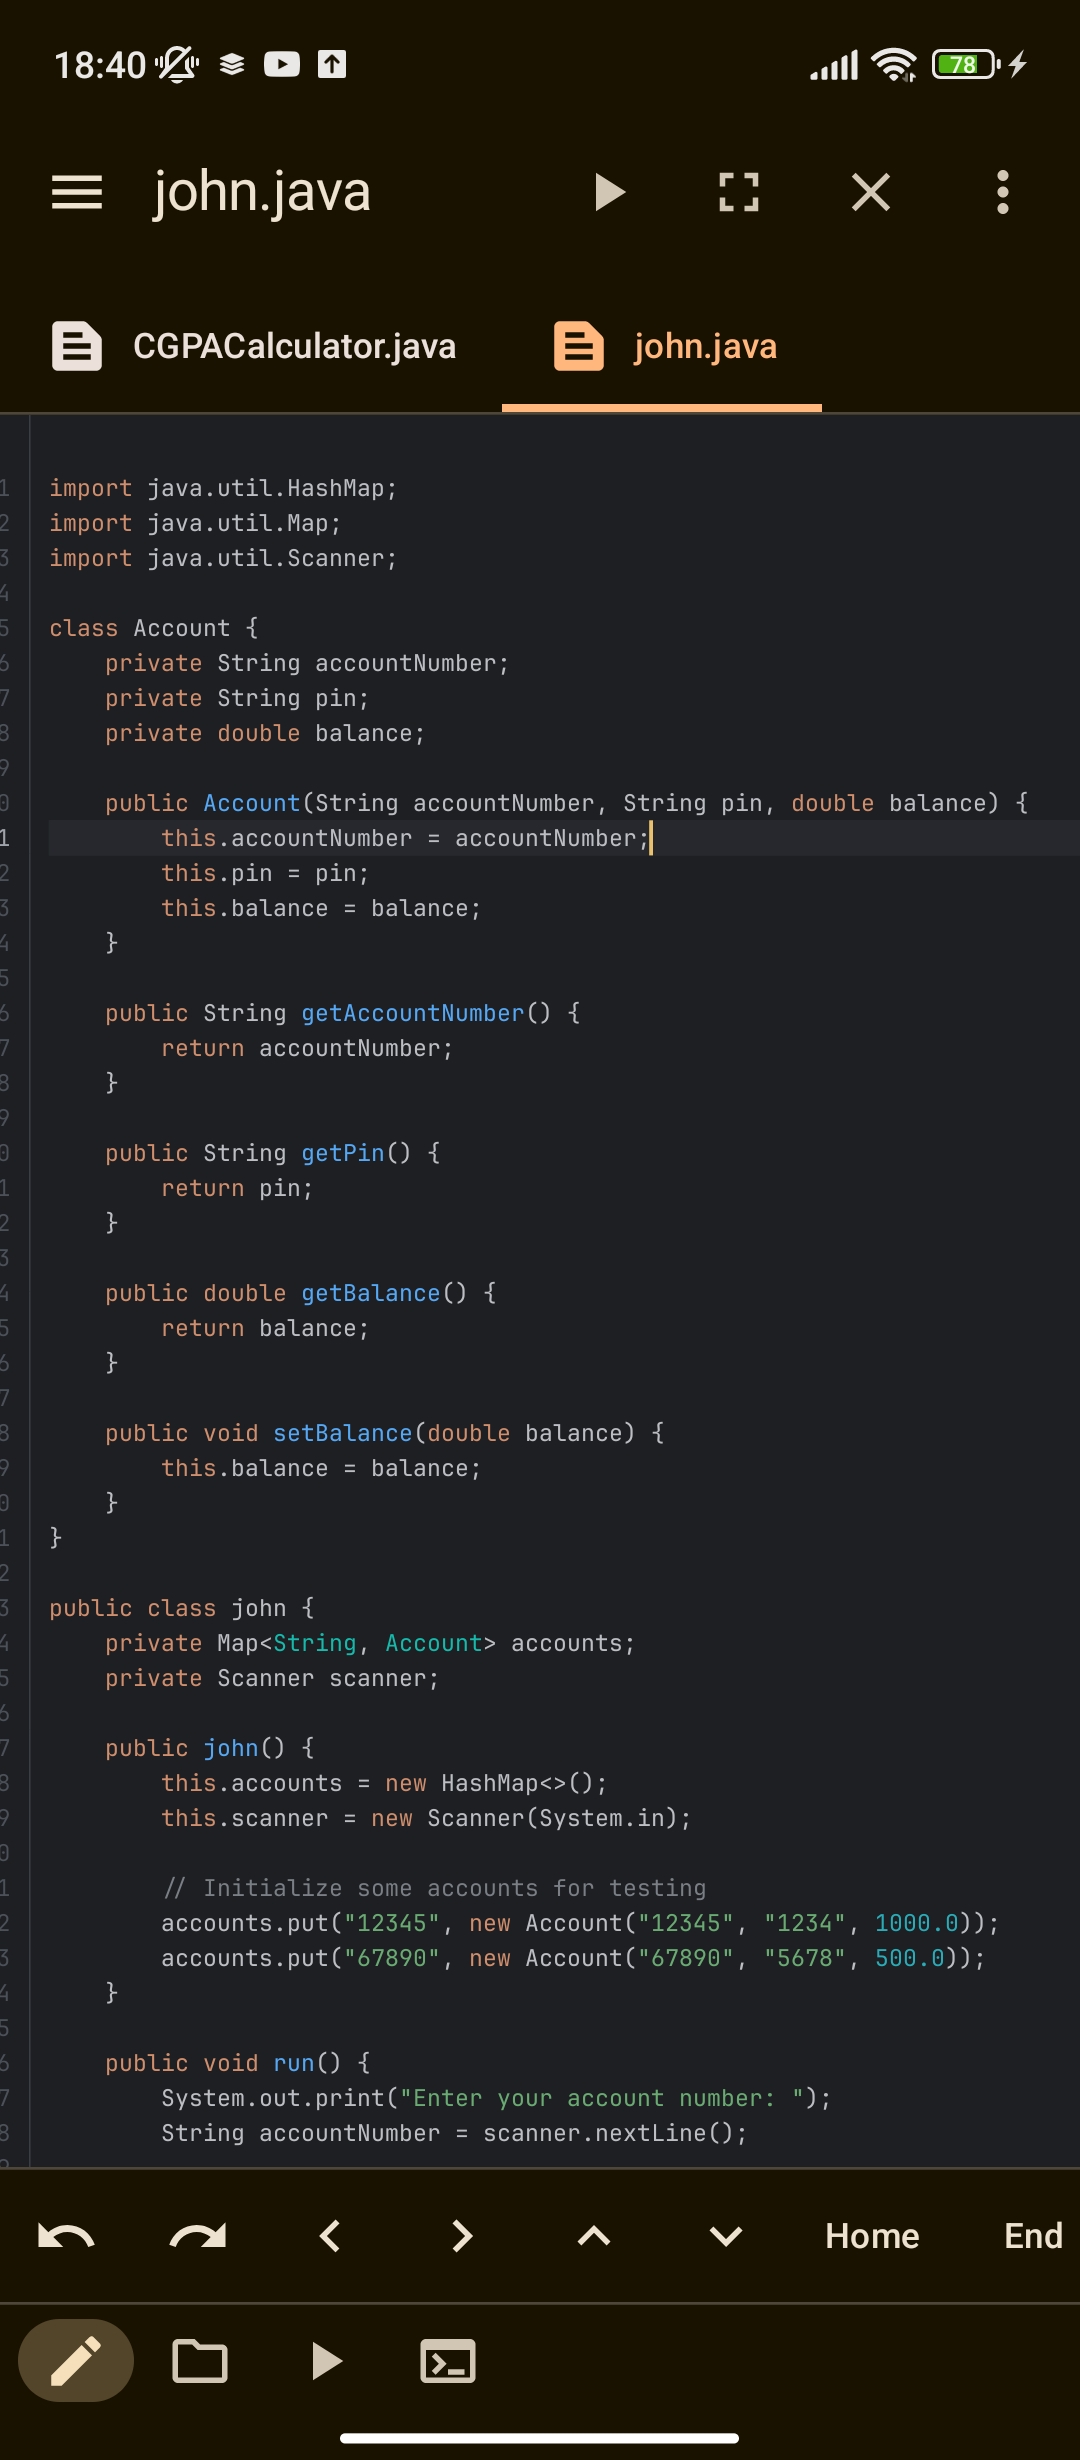 18:40 78
john.java
CGPACalculator.java john.java
1 import java.util.HashMap;
2 import java.util.Map;
3 import java.util.Scanner;
4
5 class Account {
6     private String accountNumber;
7     private String pin;
8     private double balance;
9
0     public Account(String accountNumber, String pin, double balance) {
1         this.accountNumber = accountNumber;
2         this.pin = pin;
3         this.balance = balance;
4     }
5
6     public String getAccountNumber() {
7         return accountNumber;
8     }
9
0     public String getPin() {
1         return pin;
2     }
3
4     public double getBalance() {
5         return balance;
6     }
7
8     public void setBalance(double balance) {
9         this.balance = balance;
0     }
1 }
2
3 public class john {
4     private Map<String, Account> accounts;
5     private Scanner scanner;
6
7     public john() {
8         this.accounts = new HashMap<>();
9         this.scanner = new Scanner(System.in);
0
1         // Initialize some accounts for testing
2         accounts.put("12345", new Account("12345", "1234", 1000.0));
3         accounts.put("67890", new Account("67890", "5678", 500.0));
4     }
5
6     public void run() {
7         System.out.print("Enter your account number: ");
8         String accountNumber = scanner.nextLine();
Home End